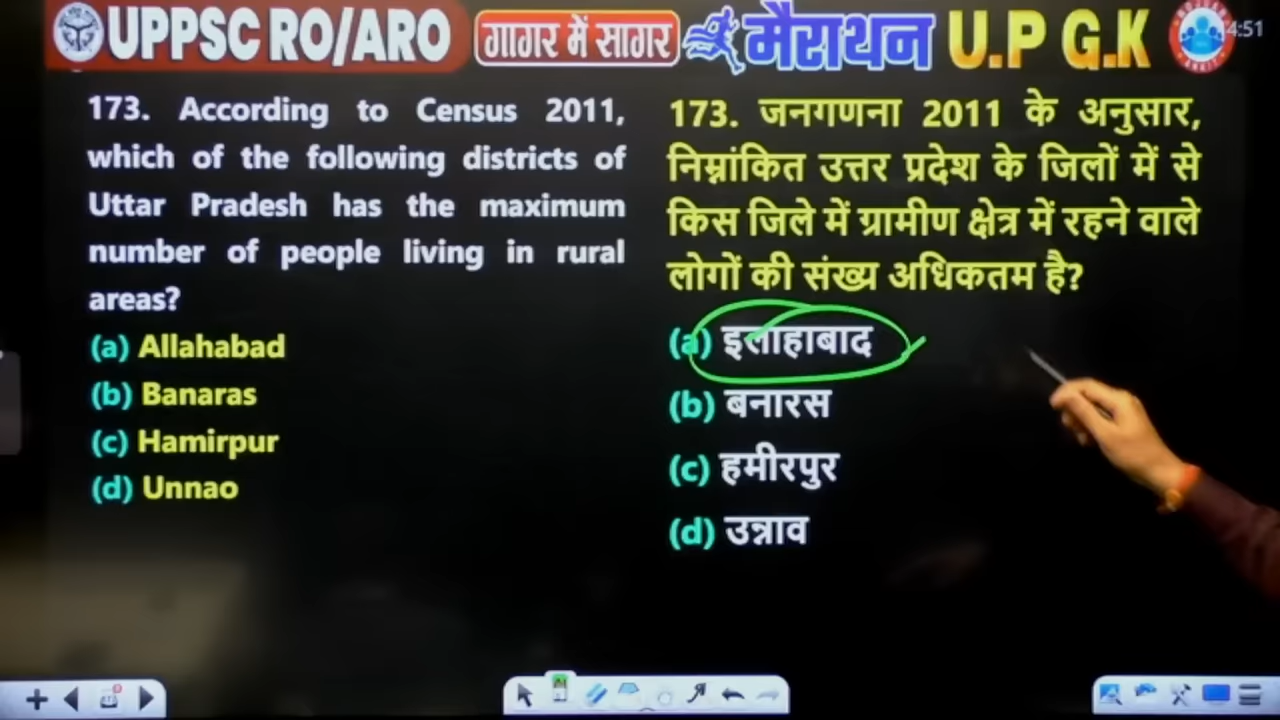 UPPSC RO/ARO गागर में सागर मैराथन U.P G.K
4:51
173. According to Census 2011,
which of the following districts of
Uttar Pradesh has the maximum
number of people living in rural
areas?
(a) Allahabad
(b) Banaras
(c) Hamirpur
(d) Unnao
173. जनगणना 2011 के अनुसार,
निम्नांकित उत्तर प्रदेश के जिलों में से
किस जिले में ग्रामीण क्षेत्र में रहने वाले
लोगों की संख्य अधिकतम है?
(a) इलाहाबाद
(b) बनारस
(c) हमीरपुर
(d) उन्नाव